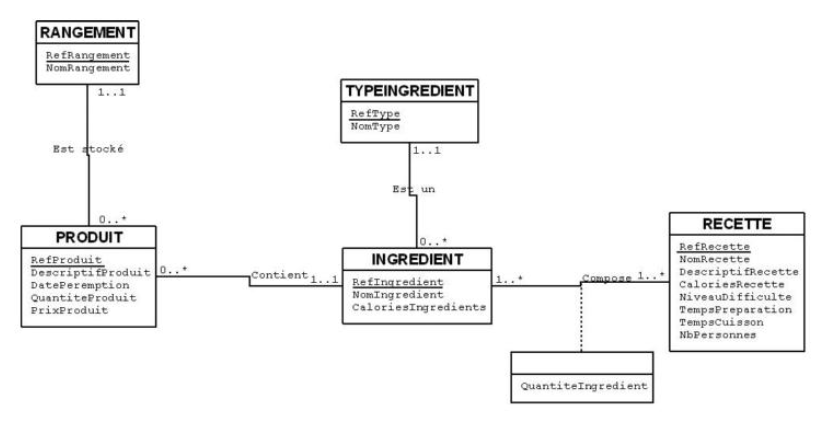 RANGEMENT
RefRangement
NomRangement
1..1
Est stocké
0..*
TYPEINGREDIENT
RefType
NomType
1..1
Est un
0..*
PRODUIT
RefProduit
DescriptifProduit
DatePeremption
QuantiteProduit
PrixProduit
0..*
Contient
1..1
INGREDIENT
RefIngredient
NomIngredient
CaloriesIngredients
1..*
Compose
1..*
RECETTE
RefRecette
NomRecette
DescriptifRecette
CaloriesRecette
NiveauDifficulte
TempsPreparation
TempsCuisson
NbPersonnes
QuantiteIngredient